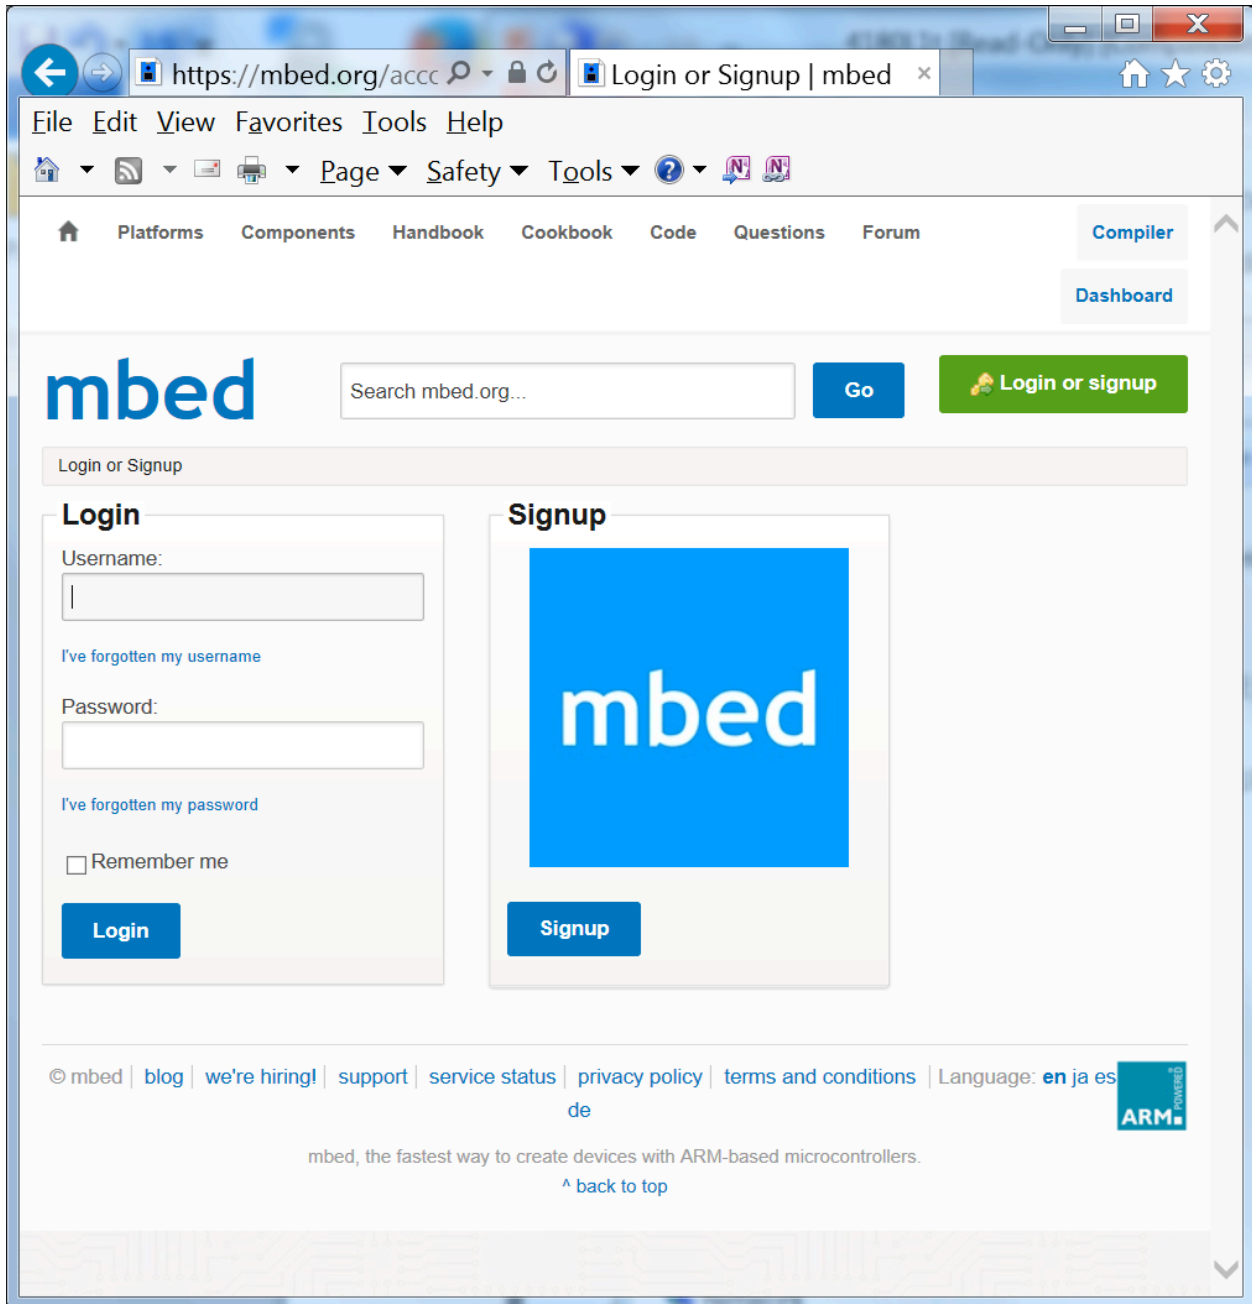 https://mbed.org/accc
Login or Signup | mbed
File Edit View Favorites Tools Help
Page Safety Tools
Platforms Components Handbook Cookbook Code Questions Forum Compiler
Dashboard
mbed
Search mbed.org...
Go
Login or signup
Login or Signup
Login
Username:
I've forgotten my username
Password:
I've forgotten my password
Remember me
Login
Signup
mbed
Signup
© mbed | blog | we're hiring! | support | service status | privacy policy | terms and conditions | Language: en ja es
de
ARM POWERED
mbed, the fastest way to create devices with ARM-based microcontrollers.
^ back to top